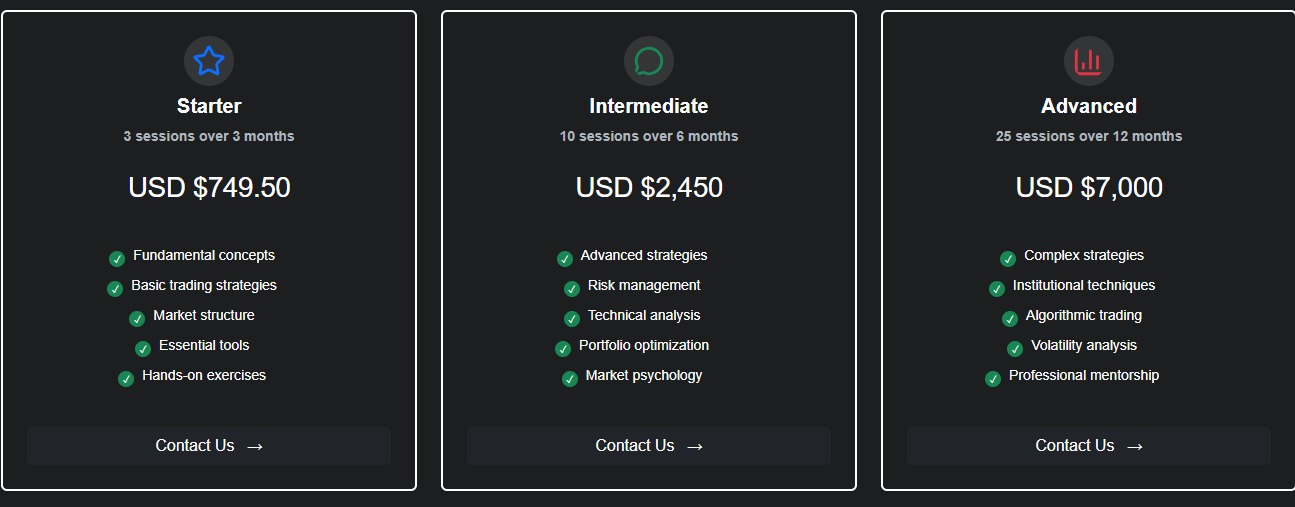 Starter
3 sessions over 3 months
USD $749.50
Fundamental concepts
Basic trading strategies
Market structure
Essential tools
Hands-on exercises
Contact Us →
Intermediate
10 sessions over 6 months
USD $2,450
Advanced strategies
Risk management
Technical analysis
Portfolio optimization
Market psychology
Contact Us →
Advanced
25 sessions over 12 months
USD $7,000
Complex strategies
Institutional techniques
Algorithmic trading
Volatility analysis
Professional mentorship
Contact Us →